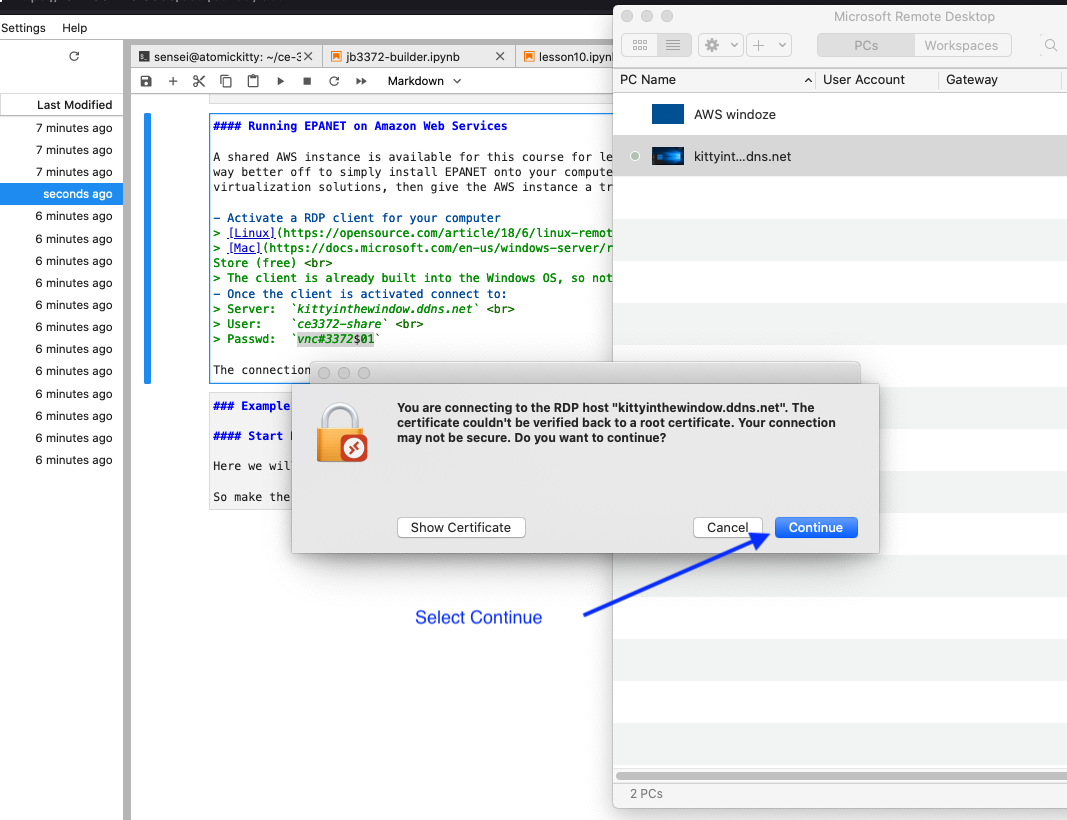 Settings Help
Last Modified
7 minutes ago
7 minutes ago
7 minutes ago
seconds ago
6 minutes ago
6 minutes ago
6 minutes ago
6 minutes ago
6 minutes ago
6 minutes ago
6 minutes ago
6 minutes ago
6 minutes ago
6 minutes ago
6 minutes ago
6 minutes ago
sensei@atomickitty: ~/ce-3
jb3372-builder.ipynb
lesson10.ipyn
Markdown
#### Running EPANET on Amazon Web Services
A shared AWS instance is available for this course for le
way better off to simply install EPANET onto your compute
virtualization solutions, then give the AWS instance a tr
- Activate a RDP client for your computer
> [Linux](https://opensource.com/article/18/6/linux-remot
> [Mac](https://docs.microsoft.com/en-us/windows-server/r
Store (free) <br>
> The client is already built into the Windows OS, so not
- Once the client is activated connect to:
> Server: `kittyinthewindow.ddns.net` <br>
> User: `ce3372-share` <br>
> Passwd: `vnc#3372$01`
The connection
### Example
#### Start
Here we wil
So make the
Microsoft Remote Desktop
PCs Workspaces
PC Name User Account Gateway
AWS windoze
kittyint...dns.net
2 PCs
You are connecting to the RDP host "kittyinthewindow.ddns.net". The
certificate couldn't be verified back to a root certificate. Your connection
may not be secure. Do you want to continue?
Show Certificate Cancel Continue
Select Continue